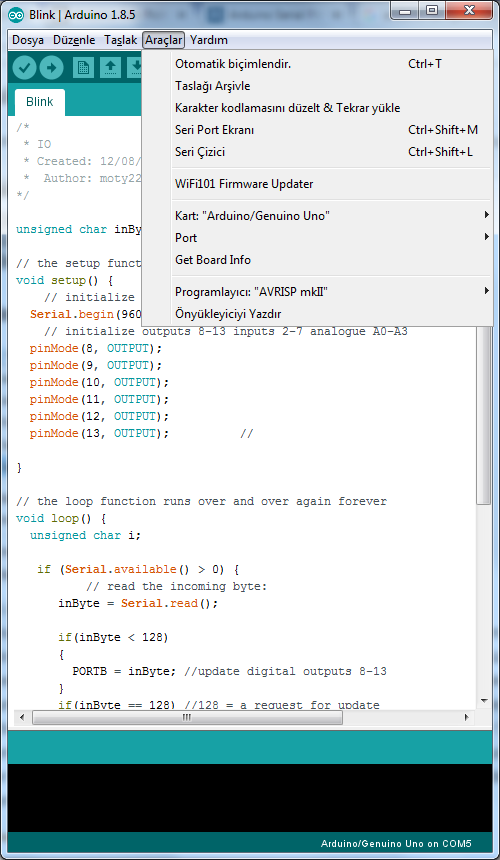 Blink | Arduino 1.8.5
Dosya Düzenle Taşlak Araçlar Yardım
Blink
Otomatik biçimlendir. Ctrl+T
Taslağı Arşivle
Karakter kodlamasını düzelt & Tekrar yükle
Seri Port Ekranı Ctrl+Shift+M
Seri Çizici Ctrl+Shift+L
WiFi101 Firmware Updater
Kart: "Arduino/Genuino Uno"
Port
Get Board Info
Programlayıcı: "AVRISP mkII"
Önyükleyiciyi Yazdır
/*
* IO
* Created: 12/08/
* Author: moty22
*/
unsigned char inBy
// the setup funct
void setup() {
// initialize
Serial.begin(960
// initialize outputs 8-13 inputs 2-7 analogue A0-A3
pinMode(8, OUTPUT);
pinMode(9, OUTPUT);
pinMode(10, OUTPUT);
pinMode(11, OUTPUT);
pinMode(12, OUTPUT);
pinMode(13, OUTPUT); //
}
// the loop function runs over and over again forever
void loop() {
unsigned char i;
if (Serial.available() > 0) {
// read the incoming byte:
inByte = Serial.read();
if(inByte < 128)
{
PORTB = inByte; //update digital outputs 8-13
}
if(inByte == 128) //128 = a request for update
Arduino/Genuino Uno on COM5